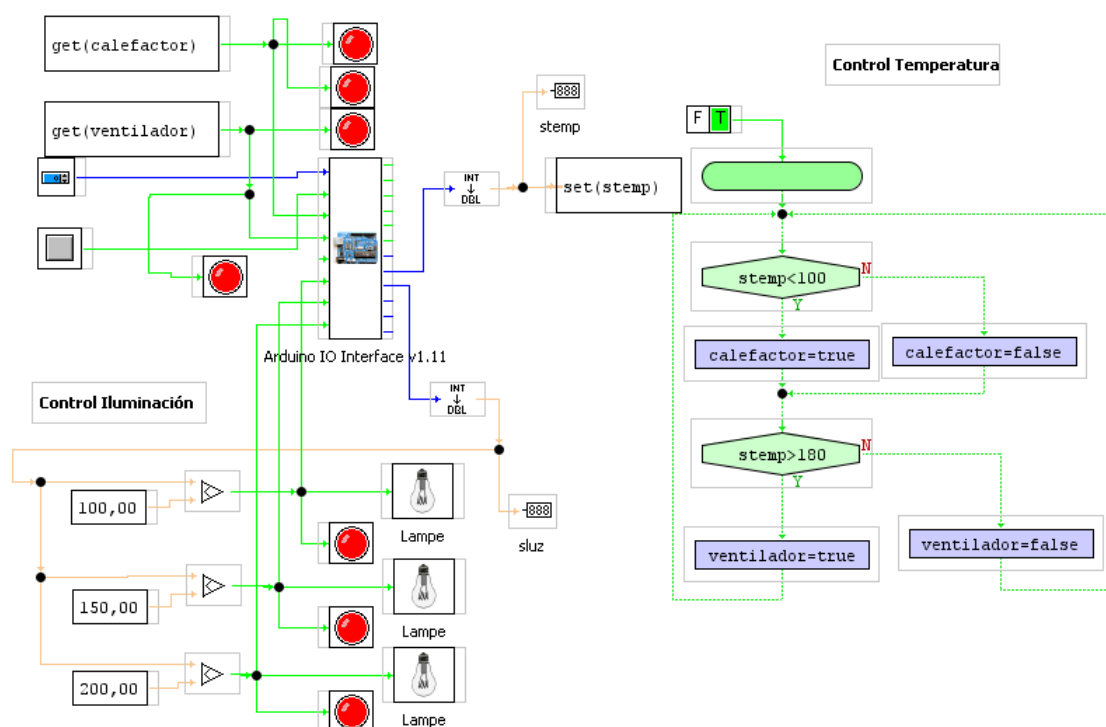 get(calefactor)
get(ventilador)
Control Temperatura
888
stemp
F T
INT
DBL
set(stemp)
stemp<100
N
Y
calefactor=true
calefactor=false
Arduino IO Interface v1.11
Control Iluminación
INT
DBL
stemp>180
N
Y
100,00
Lampe
888
sluz
ventilador=true
ventilador=false
150,00
Lampe
200,00
Lampe